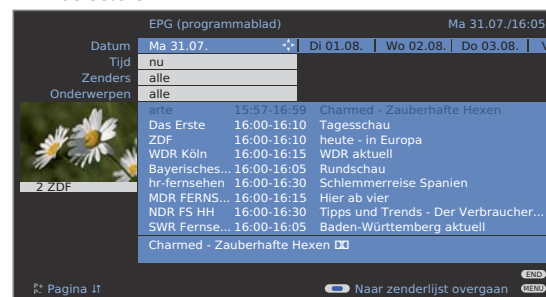 EPG (programmablad) Ma 31.07./16:05
Datum Ma 31.07. Di 01.08. Wo 02.08. Do 03.08. V
Tijd nu
Zenders alle
Onderwerpen alle
arte 15:57-16:59 Charmed - Zauberhafte Hexen
Das Erste 16:00-16:10 Tagesschau
ZDF 16:00-16:10 heute - in Europa
WDR Köln 16:00-16:15 WDR aktuell
Bayerisches... 16:00-16:05 Rundschau
hr-fernsehen 16:00-16:30 Schlemmerreise Spanien
MDR FERNS... 16:00-16:15 Hier ab vier
NDR FS HH 16:00-16:30 Tipps und Trends - Der Verbraucher...
SWR Fernse... 16:00-16:05 Baden-Württemberg aktuell
2 ZDF
Charmed - Zauberhafte Hexen
END
P+ P- Pagina Naar zenderlijst overgaan MENU